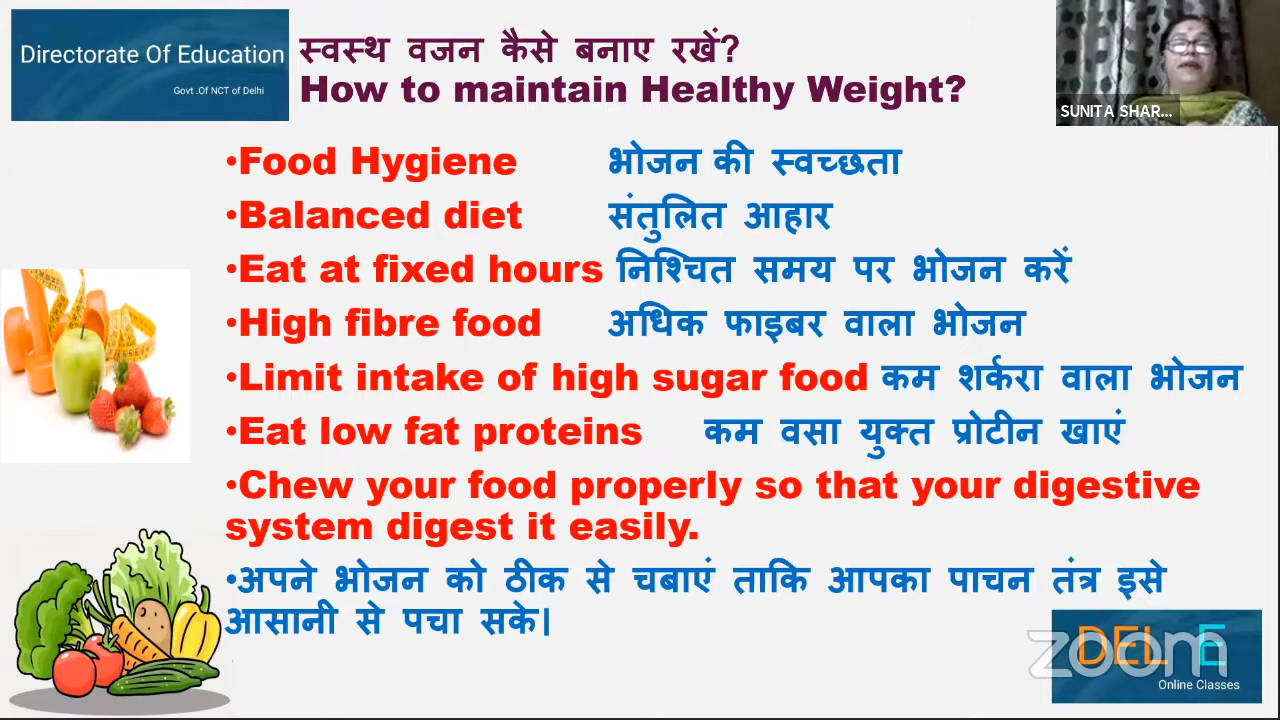 Directorate Of Education
Govt .Of NCT of Delhi
स्वस्थ वजन कैसे बनाए रखें?
How to maintain Healthy Weight?
SUNITA SHAR...
•Food Hygiene भोजन की स्वच्छता
•Balanced diet संतुलित आहार
•Eat at fixed hours निश्चित समय पर भोजन करें
•High fibre food अधिक फाइबर वाला भोजन
•Limit intake of high sugar food कम शर्करा वाला भोजन
•Eat low fat proteins कम वसा युक्त प्रोटीन खाएं
•Chew your food properly so that your digestive
system digest it easily.
•अपने भोजन को ठीक से चबाएं ताकि आपका पाचन तंत्र इसे
आसानी से पचा सके।
zoom
Online Classes